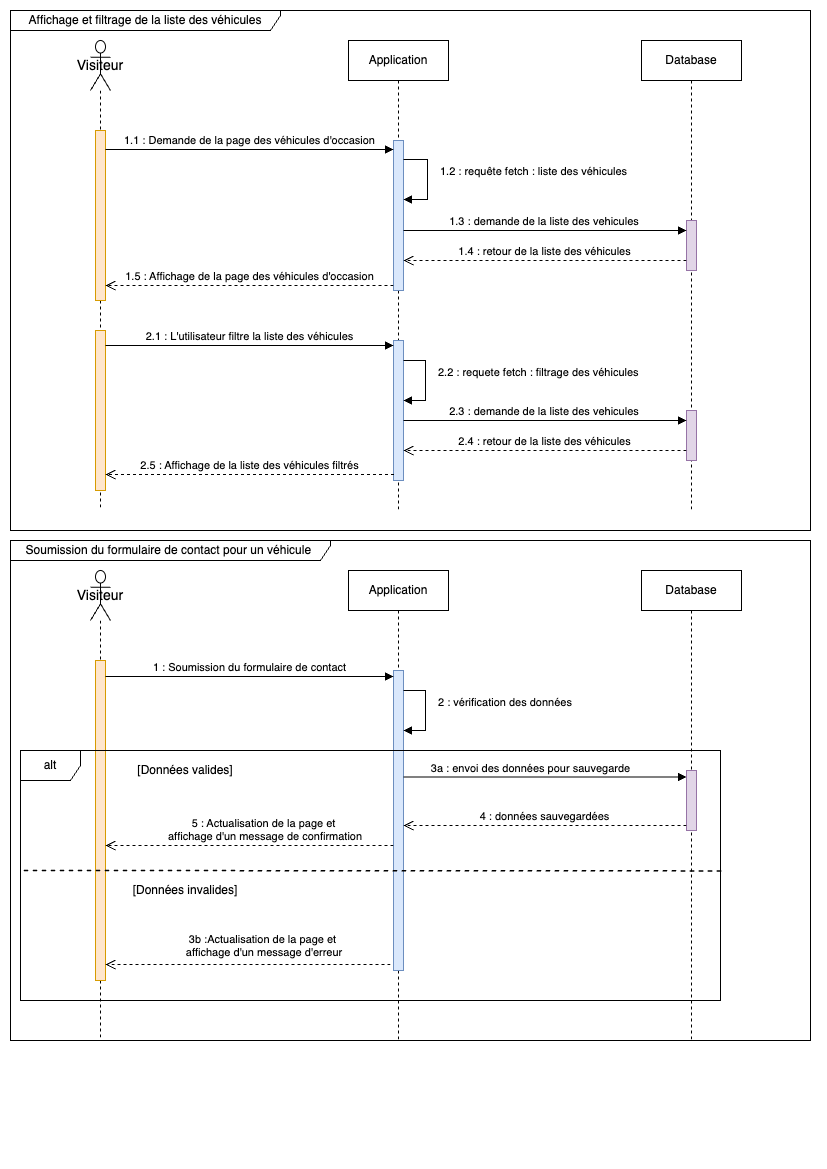 Affichage et filtrage de la liste des véhicules
Visiteur
Application
Database
1.1 : Demande de la page des véhicules d'occasion
1.2 : requête fetch : liste des véhicules
1.3 : demande de la liste des vehicules
1.4 : retour de la liste des véhicules
1.5 : Affichage de la page des véhicules d'occasion
2.1 : L'utilisateur filtre la liste des véhicules
2.2 : requete fetch : filtrage des véhicules
2.3 : demande de la liste des véhicules
2.4 : retour de la liste des véhicules
2.5 : Affichage de la liste des véhicules filtrés
Soumission du formulaire de contact pour un véhicule
Visiteur
Application
Database
1 : Soumission du formulaire de contact
2 : vérification des données
alt
[Données valides]
3a : envoi des données pour sauvegarde
4 : données sauvegardées
5 : Actualisation de la page et
affichage d'un message de confirmation
[Données invalides]
3b :Actualisation de la page et
affichage d'un message d'erreur